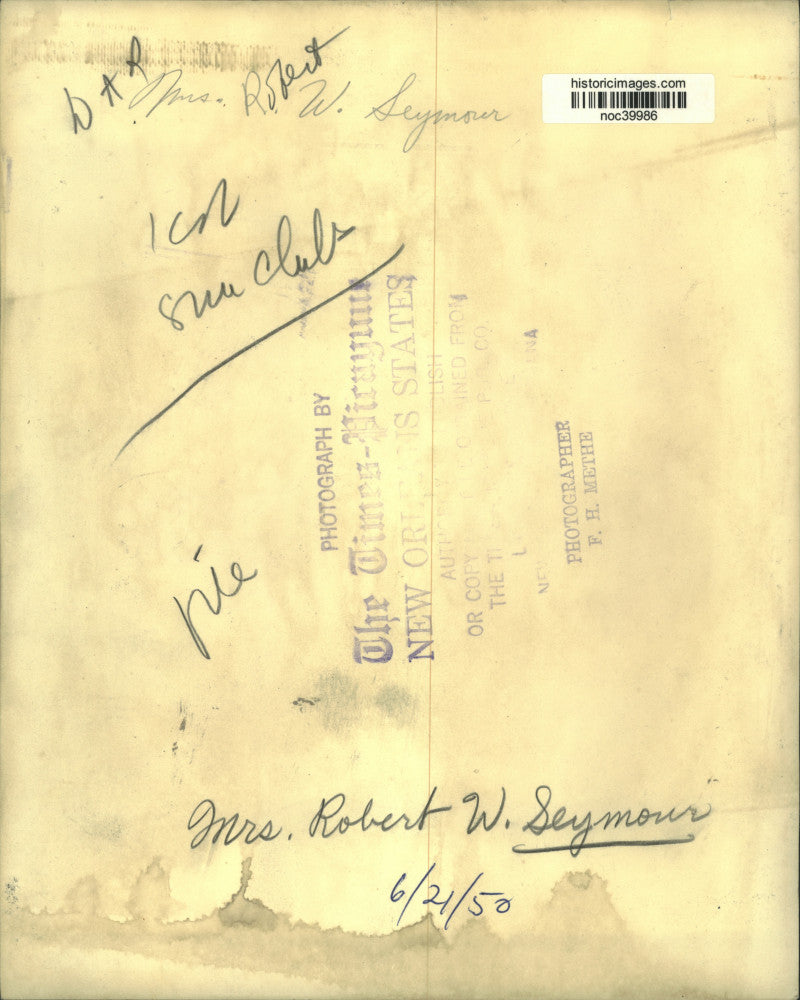 DAR
Mrs. Robert W. Seymour
historicimages.com
noc39986
1 col
sun clubs
PHOTOGRAPH BY
The Times-Picayune
NEW ORLEANS STATES
OR COPY
PHOTOGRAPHER
F. H. METHE
pie
Mrs. Robert W. Seymour
6/21/50